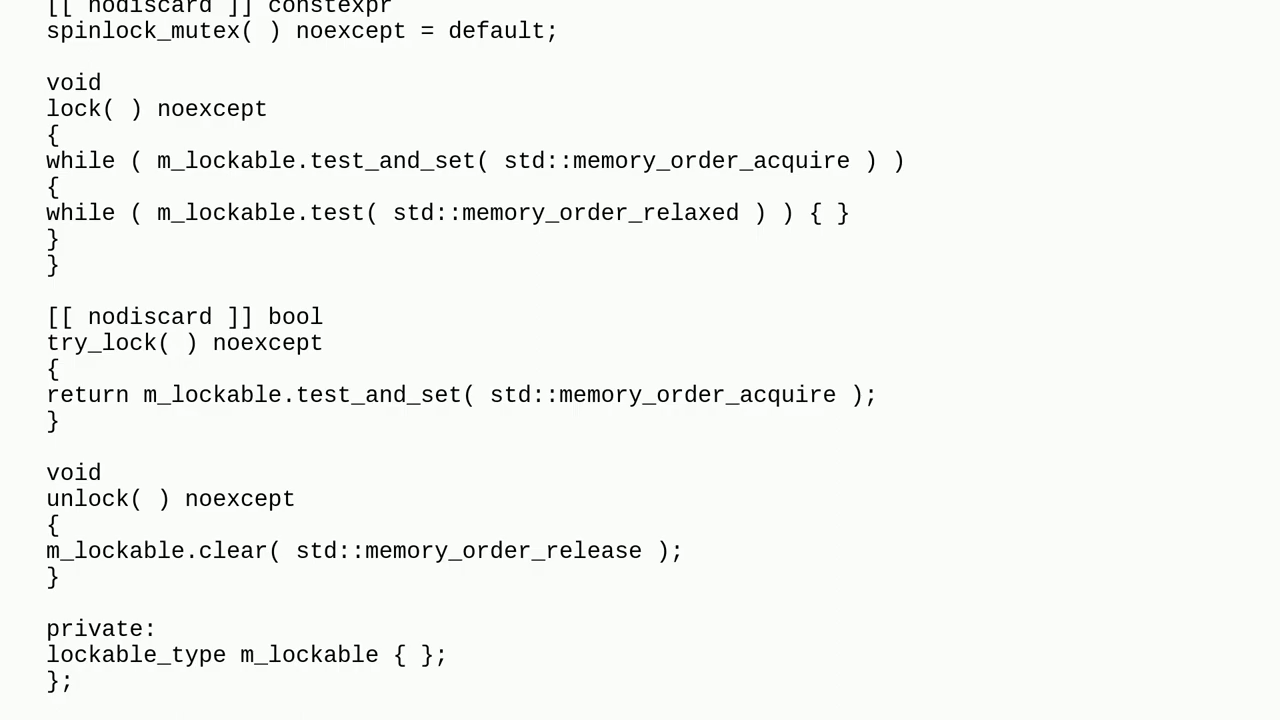 [[ nodiscard ]] constexpr
spinlock_mutex( ) noexcept = default;
void
lock( ) noexcept
{
while ( m_lockable.test_and_set( std::memory_order_acquire ) )
{
while ( m_lockable.test( std::memory_order_relaxed ) ) { }
}
}
[[ nodiscard ]] bool
try_lock( ) noexcept
{
return m_lockable.test_and_set( std::memory_order_acquire );
}
void
unlock( ) noexcept
{
m_lockable.clear( std::memory_order_release );
}
private:
lockable_type m_lockable { };
};